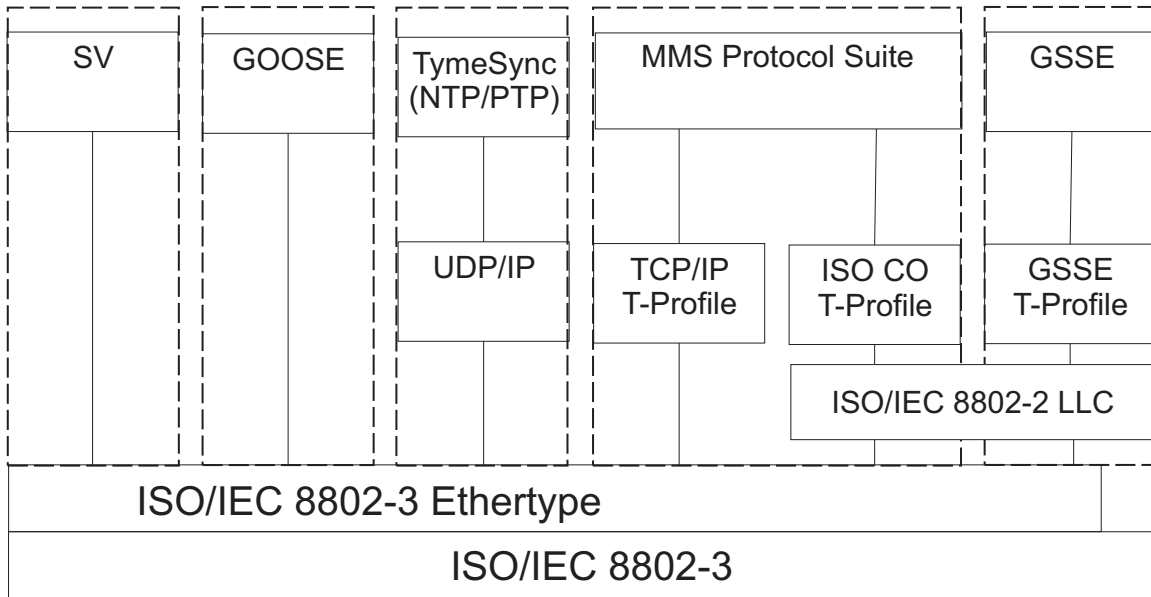 SV
GOOSE
TymeSync
(NTP/PTP)
MMS Protocol Suite
GSSE
UDP/IP
TCP/IP
T-Profile
ISO CO
T-Profile
GSSE
T-Profile
ISO/IEC 8802-2 LLC
ISO/IEC 8802-3 Ethertype
ISO/IEC 8802-3